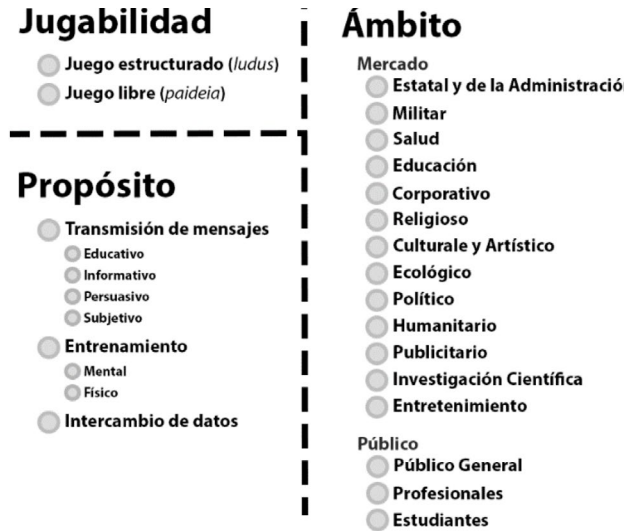 Jugabilidad
Juego estructurado (ludus)
Juego libre (paideia)
Propósito
Transmisión de mensajes
Educativo
Informativo
Persuasivo
Subjetivo
Entrenamiento
Mental
Físico
Intercambio de datos
Ámbito
Mercado
Estatal y de la Administració
Militar
Salud
Educación
Corporativo
Religioso
Culturale y Artístico
Ecológico
Político
Humanitario
Publicitario
Investigación Científica
Entretenimiento
Público
Público General
Profesionales
Estudiantes